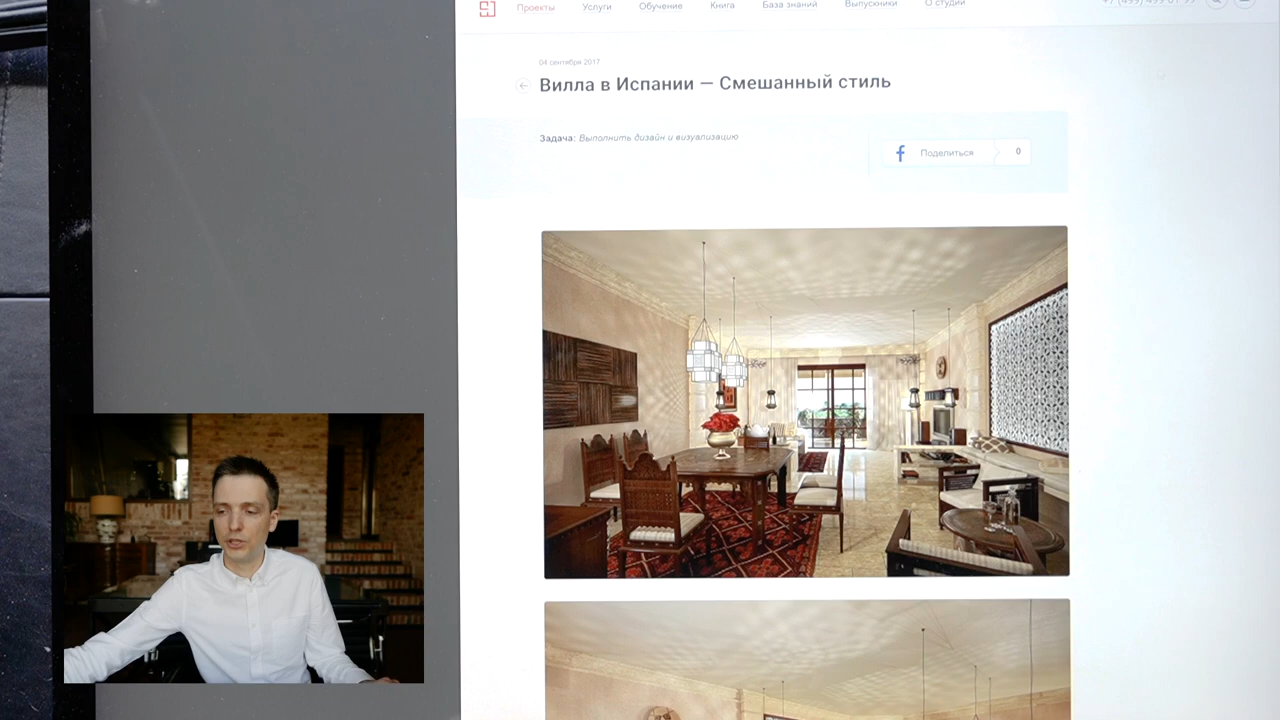 Проекты Услуги Обучение Книга База знаний Выпускники О студии
04 сентября 2017
Вилла в Испании — Смешанный стиль
Задача: Выполнить дизайн и визуализацию
Поделиться 0